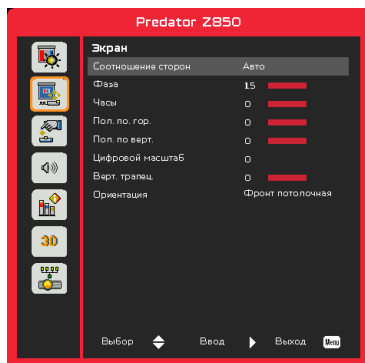 Predator Z850
Экран
Соотношение сторон Авто
Фаза 15
Часы 0
Пол. по. гор. 0
Пол. по верт. 0
Цифровой масштаб 0
Верт. трапец. 0
Ориентация Фронт потолочная
3D
Выбор Ввод Выход Menu